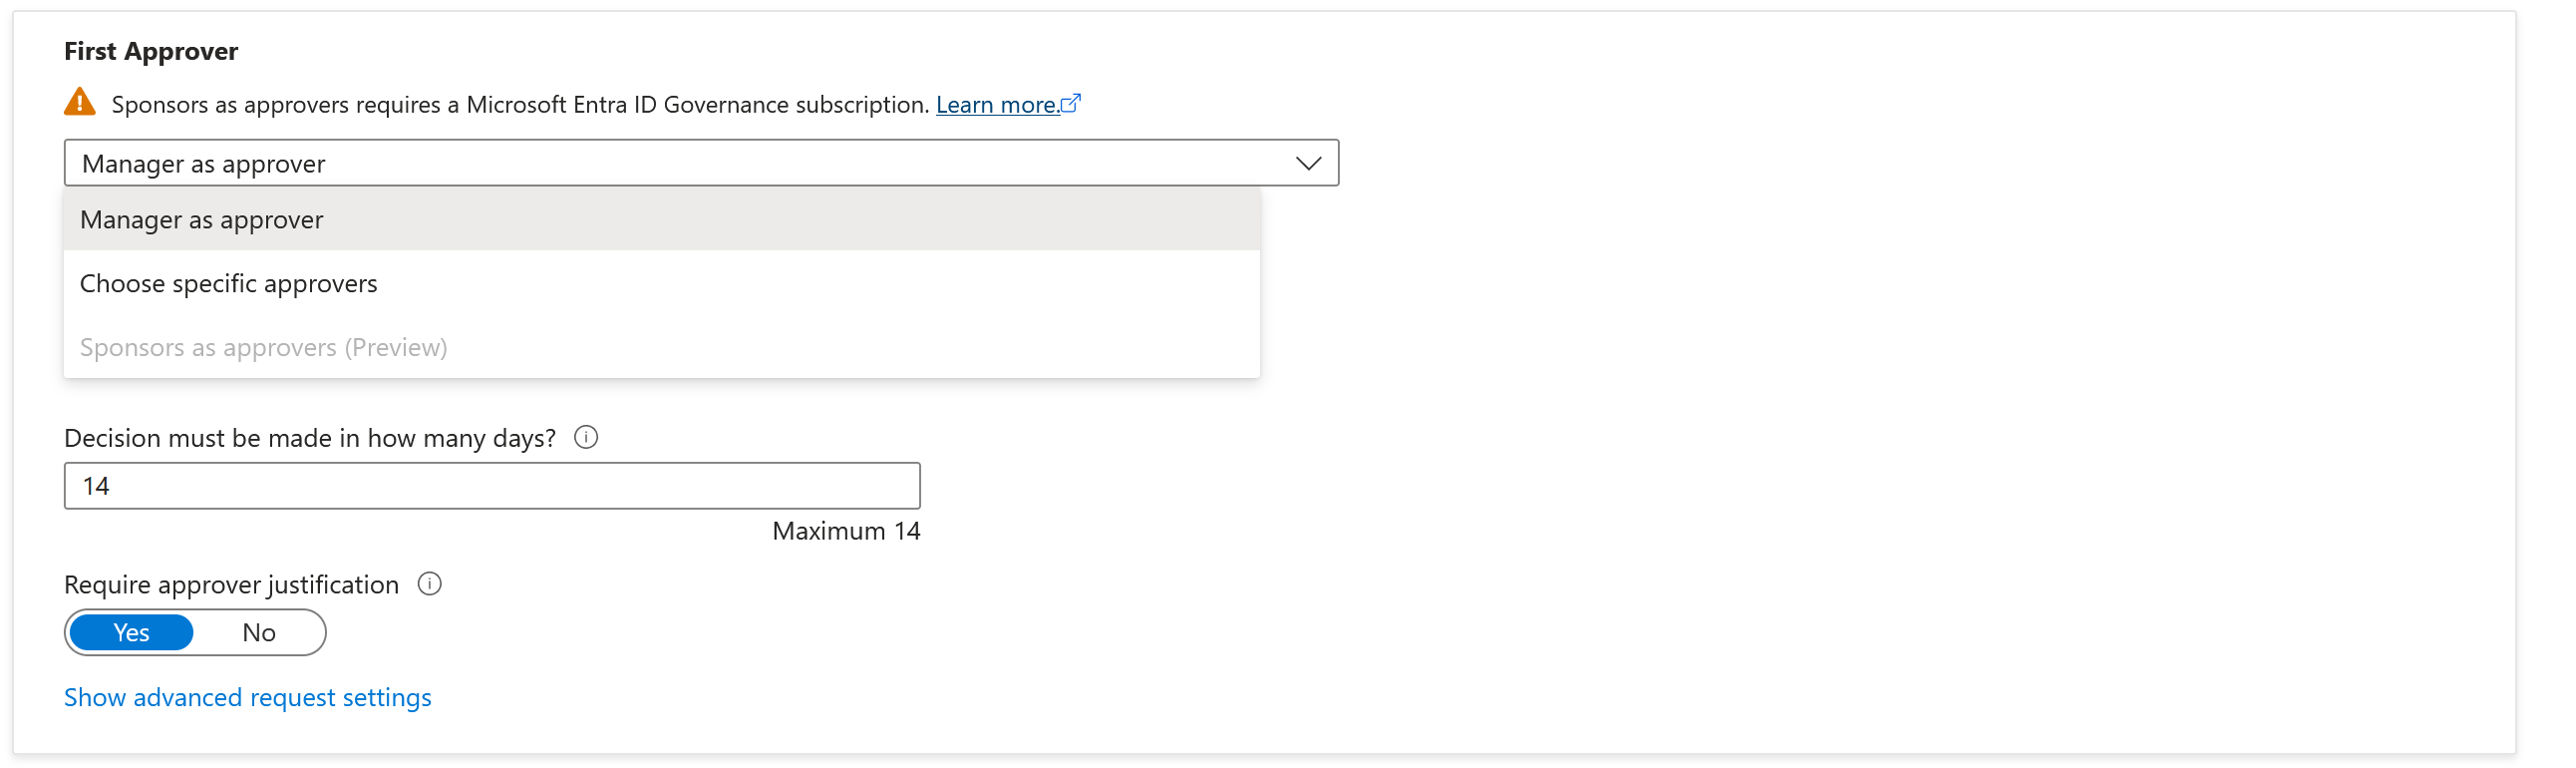 First Approver
Sponsors as approvers requires a Microsoft Entra ID Governance subscription. Learn more.
Manager as approver
Manager as approver
Choose specific approvers
Sponsors as approvers (Preview)
Decision must be made in how many days?
14
Maximum 14
Require approver justification
Yes No
Show advanced request settings